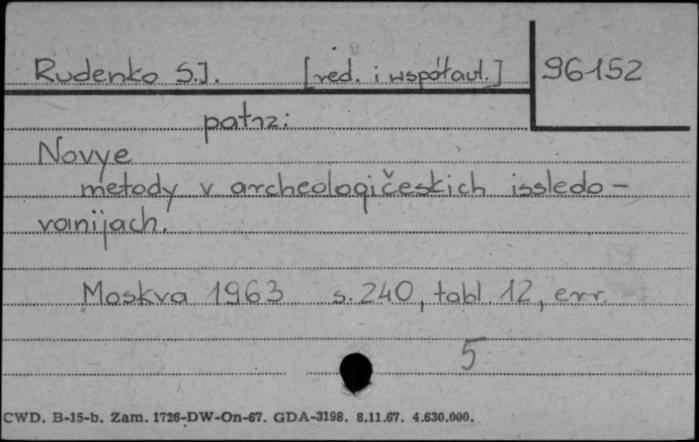 Rudenko S.I. [red. i współaut.] 96152
patrz:
Novye
metody v archeologičeskich issledo-
vanijach.
Moskva 1963 s. 240, tabl. 12, err.
5
CWD. B-15-b. Zam. 1726-DW-On-67. GDA-3198. 8.11.67. 4.630.000.